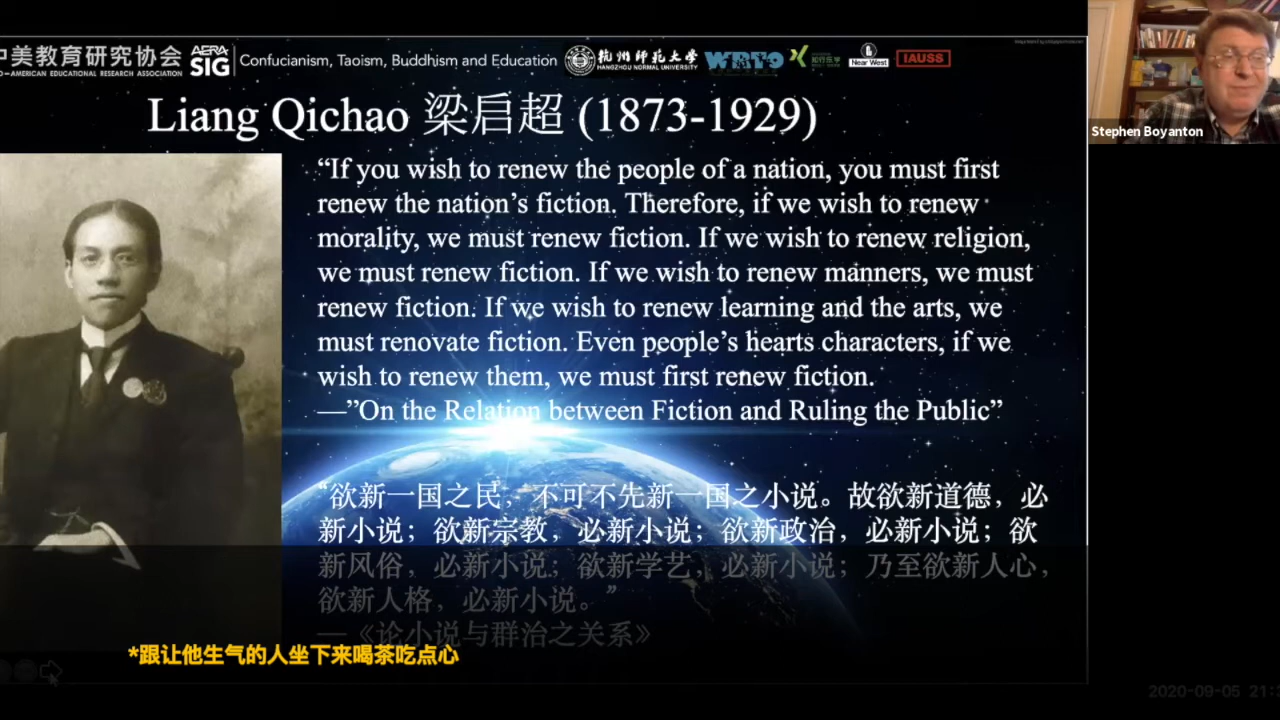 中美教育研究协会
O-AMERICAN EDUCATIONAL RESEARCH ASSOCIATION
AERA
SIG
Confucianism, Taoism, Buddhism and Education
杭州师范大学
HANGZHOU NORMAL UNIVERSITY
Near West
IAUSS
Stephen Boyanton
Liang Qichao 梁启超 (1873-1929)
“If you wish to renew the people of a nation, you must first
renew the nation’s fiction. Therefore, if we wish to renew
morality, we must renew fiction. If we wish to renew religion,
we must renew fiction. If we wish to renew manners, we must
renew fiction. If we wish to renew learning and the arts, we
must renovate fiction. Even people’s hearts characters, if we
wish to renew them, we must first renew fiction.
—”On the Relation between Fiction and Ruling the Public”
“欲新一国之民，不可不先新一国之小说。故欲新道德，必
新小说；欲新宗教，必新小说；欲新政治，必新小说；欲
新风俗，必新小说；欲新学艺，必新小说；乃至欲新人心，
欲新人格，必新小说。”
—《论小说与群治之关系》
*跟让他生气的人坐下来喝茶吃点心
2020-09-05 21: